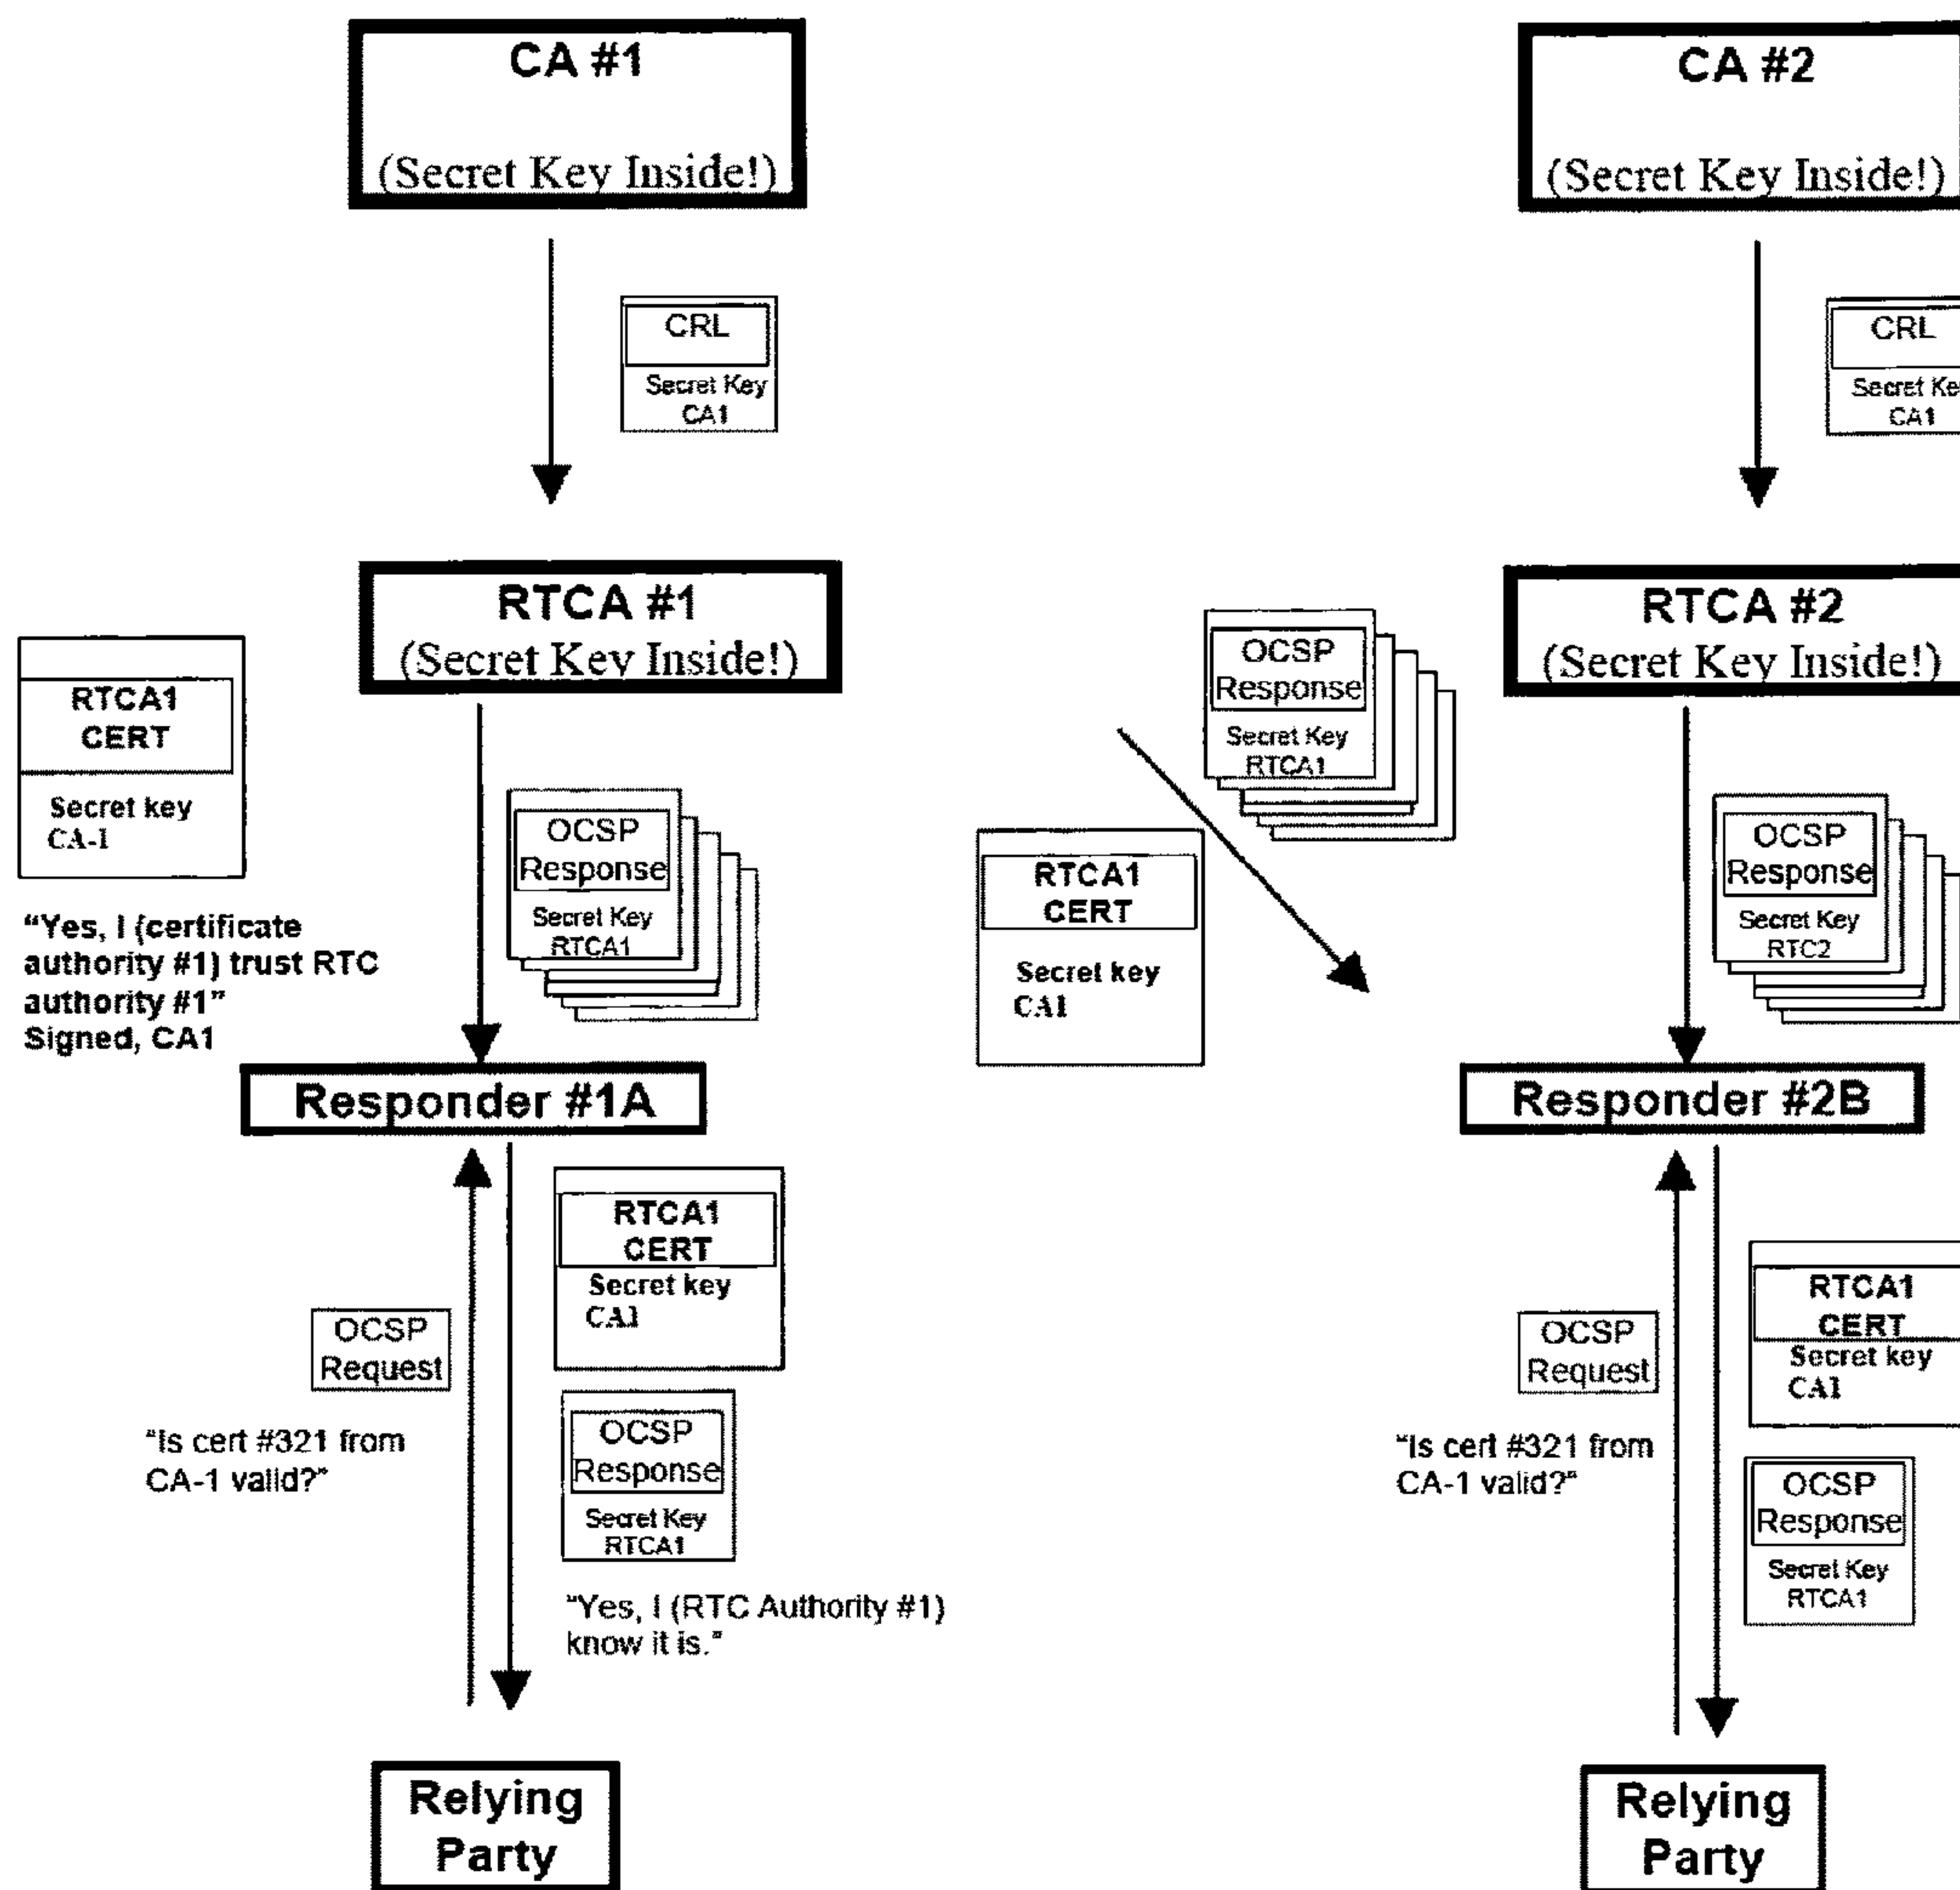 CA #1
(Secret Key Inside!)
CRL
Secret Key
CA1
RTCA #1
(Secret Key Inside!)
RTCA1
CERT
Secret key
CA-1
"Yes, I (certificate
authority #1) trust RTC
authority #1"
Signed, CA1
OCSP
Response
Secret Key
RTCA1
Responder #1A
RTCA1
CERT
Secret key
CA1
OCSP
Request
"Is cert #321 from
CA-1 valid?"
OCSP
Response
Secret Key
RTCA1
"Yes, I (RTC Authority #1)
know it is."
Relying
Party
CA #2
(Secret Key Inside!)
CRL
Secret
CA1
RTCA #2
(Secret Key Inside!)
OCSP
Response
Secret Key
RTCA1
RTCA1
CERT
Secret key
CA1
OCSP
Response
Secret Key
RTC2
Responder #2B
RTCA1
CERT
Secret key
CA1
OCSP
Request
"Is cert #321 from
CA-1 valid?"
OCSP
Response
Secret Key
RTCA1
Relying
Party